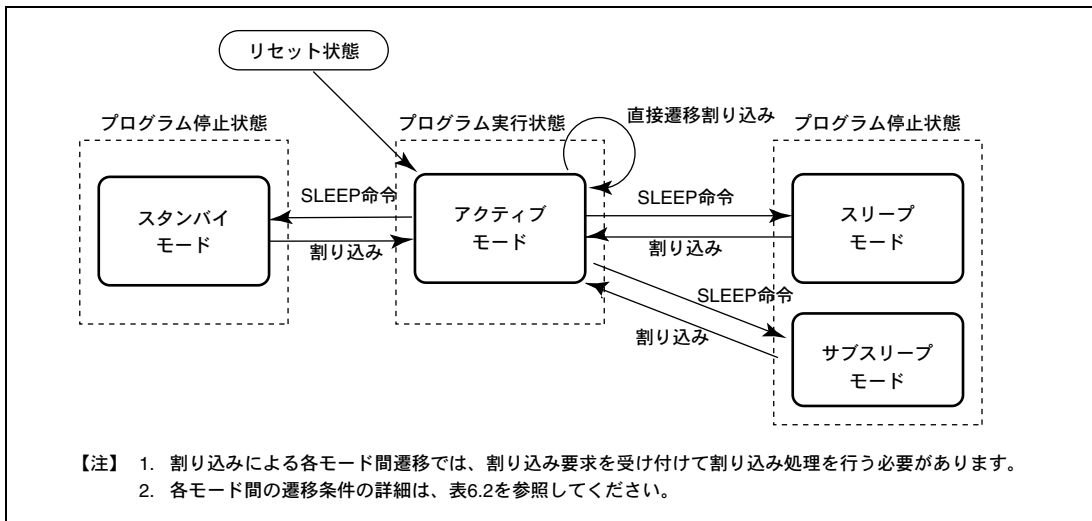 リセット状態
プログラム停止状態
プログラム実行状態
直接遷移割り込み
プログラム停止状態
スタンバイ
モード
SLEEP命令
割り込み
アクティブ
モード
SLEEP命令
割り込み
スリープ
モード
SLEEP命令
割り込み
サブスリープ
モード
【注】 1. 割り込みによる各モード間遷移では、割り込み要求を受け付けて割り込み処理を行う必要があります。
2. 各モード間の遷移条件の詳細は、表6.2を参照してください。